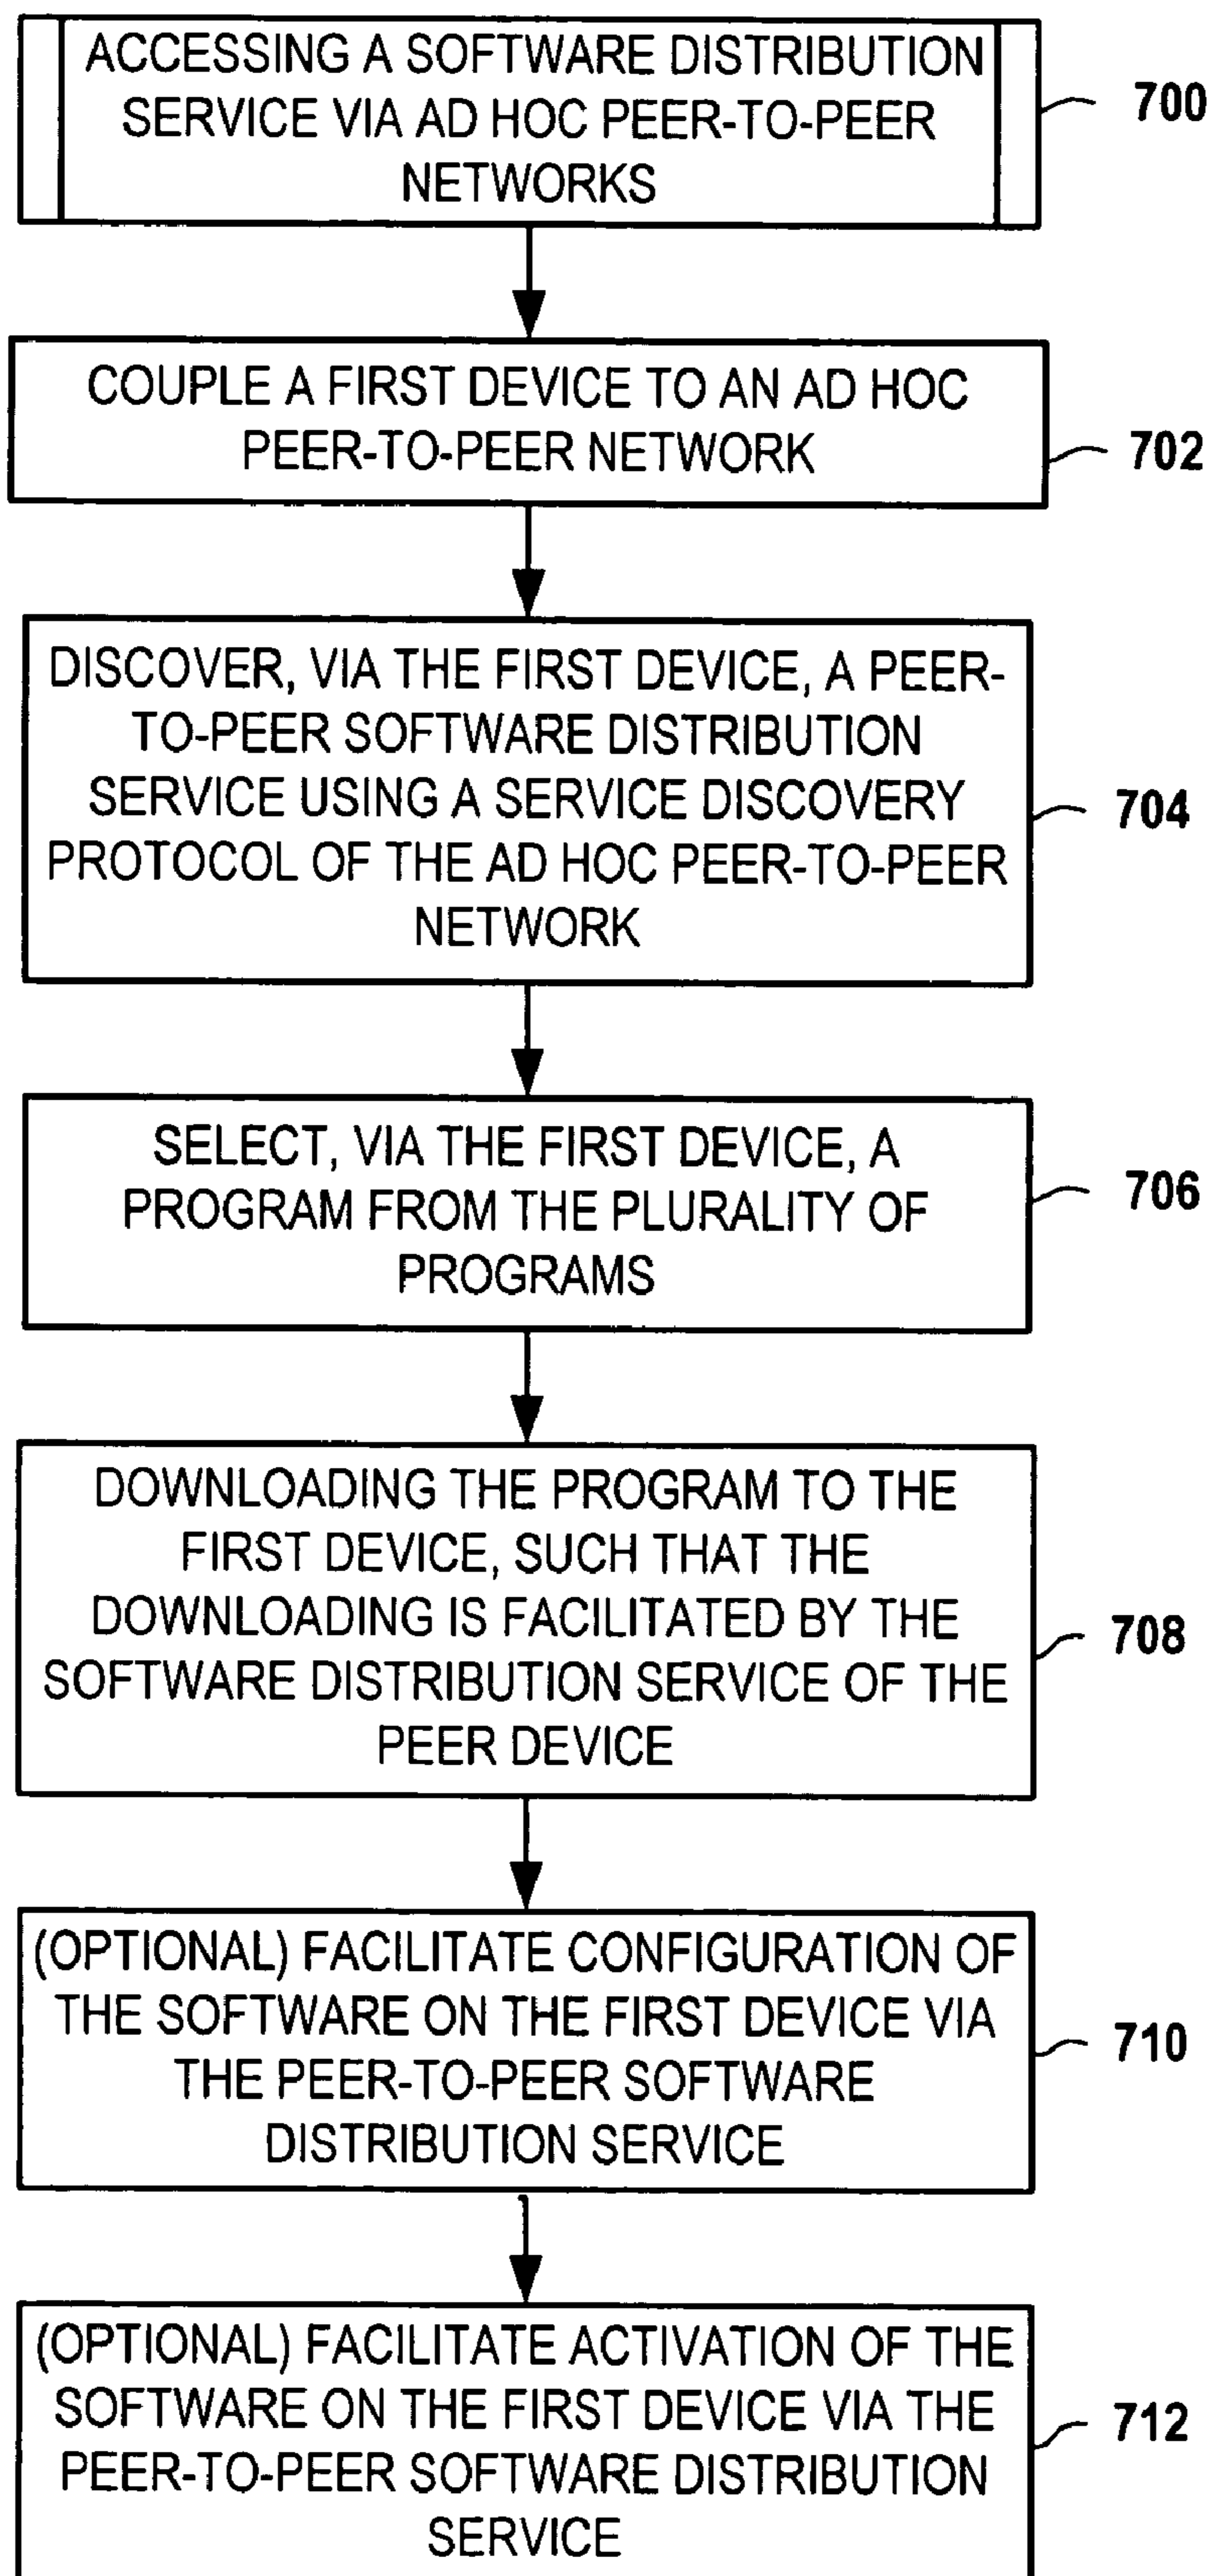 ACCESSING A SOFTWARE DISTRIBUTION
SERVICE VIA AD HOC PEER-TO-PEER
NETWORKS
700
COUPLE A FIRST DEVICE TO AN AD HOC
PEER-TO-PEER NETWORK
702
DISCOVER, VIA THE FIRST DEVICE, A PEER-
TO-PEER SOFTWARE DISTRIBUTION
SERVICE USING A SERVICE DISCOVERY
PROTOCOL OF THE AD HOC PEER-TO-PEER
NETWORK
704
SELECT, VIA THE FIRST DEVICE, A
PROGRAM FROM THE PLURALITY OF
PROGRAMS
706
DOWNLOADING THE PROGRAM TO THE
FIRST DEVICE, SUCH THAT THE
DOWNLOADING IS FACILITATED BY THE
SOFTWARE DISTRIBUTION SERVICE OF THE
PEER DEVICE
708
(OPTIONAL) FACILITATE CONFIGURATION OF
THE SOFTWARE ON THE FIRST DEVICE VIA
THE PEER-TO-PEER SOFTWARE
DISTRIBUTION SERVICE
710
(OPTIONAL) FACILITATE ACTIVATION OF THE
SOFTWARE ON THE FIRST DEVICE VIA THE
PEER-TO-PEER SOFTWARE DISTRIBUTION
SERVICE
712